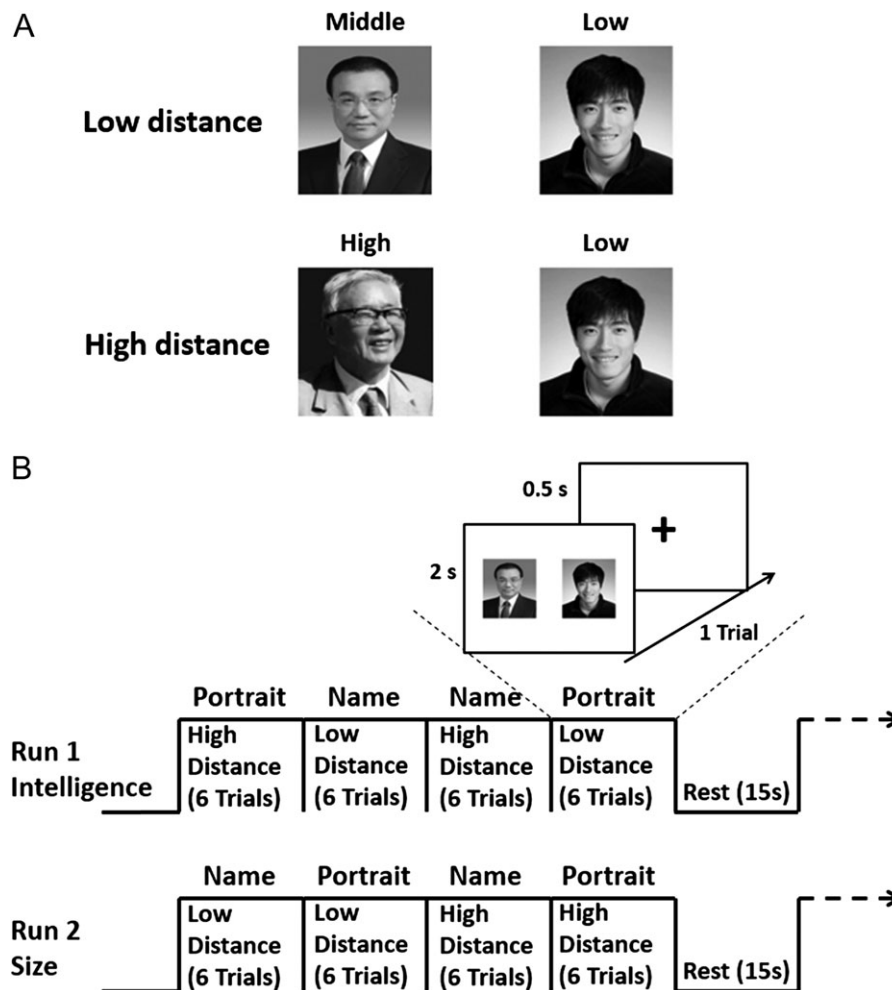 A
Middle Low
Low distance
High Low
High distance
B
0.5 s
+
2 s
1 Trial
Portrait Name Name Portrait
Run 1
Intelligence
High
Distance
(6 Trials)
Low
Distance
(6 Trials)
High
Distance
(6 Trials)
Low
Distance
(6 Trials)
Rest (15s)
Name Portrait Name Portrait
Run 2
Size
Low
Distance
(6 Trials)
Low
Distance
(6 Trials)
High
Distance
(6 Trials)
High
Distance
(6 Trials)
Rest (15s)